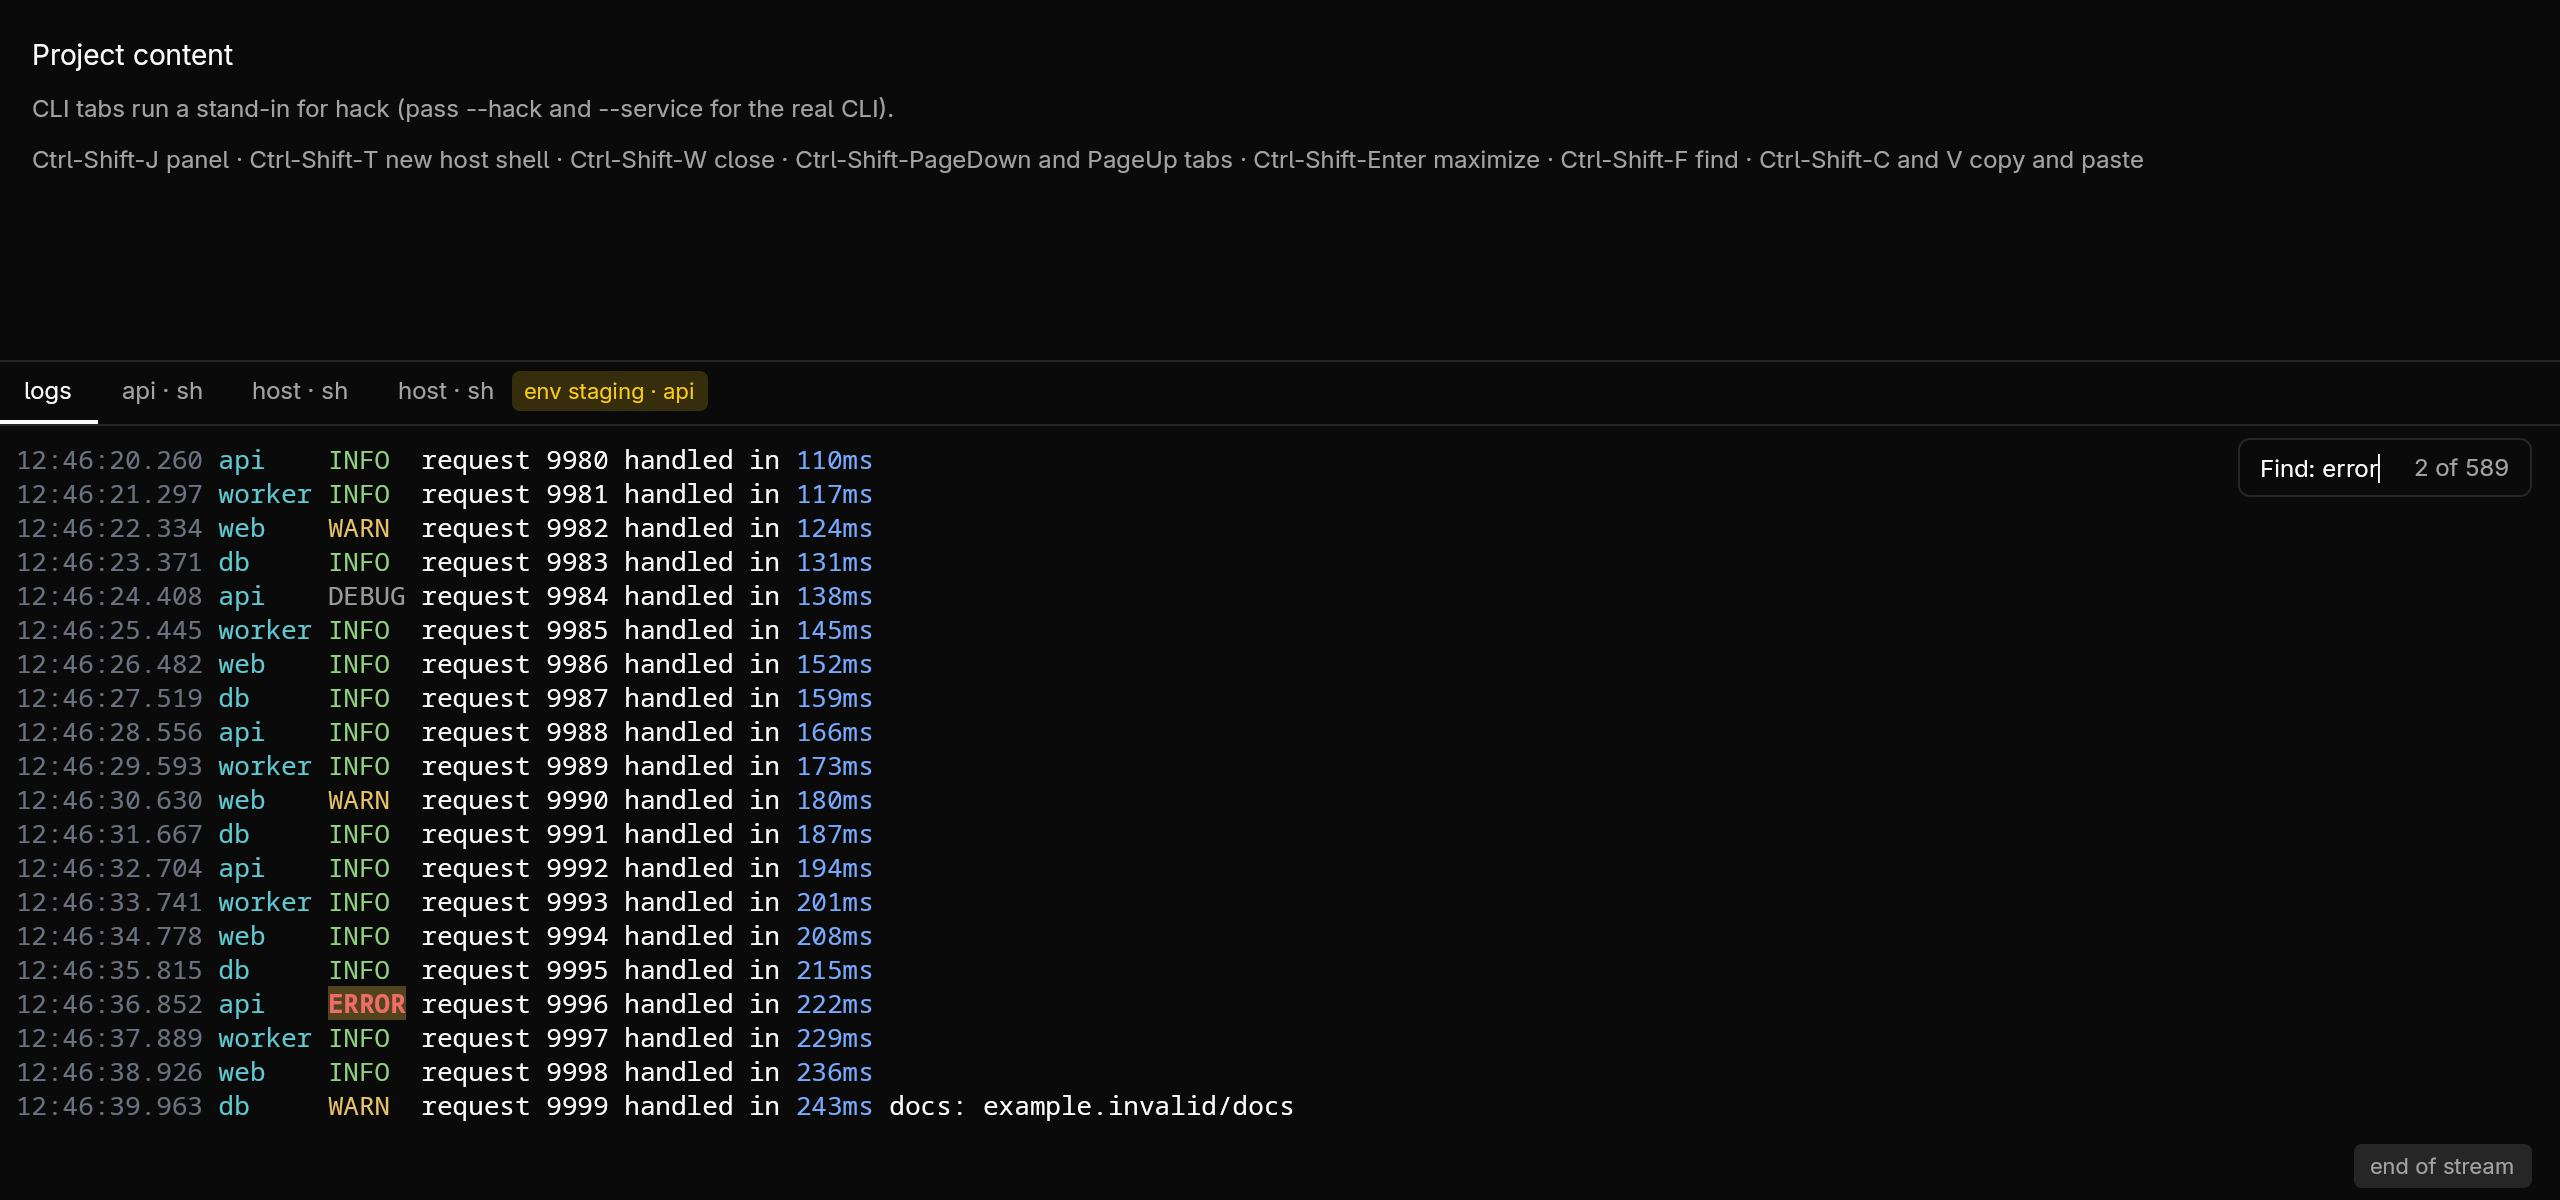 Project content
CLI tabs run a stand-in for hack (pass --hack and --service for the real CLI).
Ctrl-Shift-J panel · Ctrl-Shift-T new host shell · Ctrl-Shift-W close · Ctrl-Shift-PageDown and PageUp tabs · Ctrl-Shift-Enter maximize · Ctrl-Shift-F find · Ctrl-Shift-C and V copy and paste
logs api · sh host · sh host · sh env staging · api
Find: error 2 of 589
12:46:20.260 api INFO request 9980 handled in 110ms
12:46:21.297 worker INFO request 9981 handled in 117ms
12:46:22.334 web WARN request 9982 handled in 124ms
12:46:23.371 db INFO request 9983 handled in 131ms
12:46:24.408 api DEBUG request 9984 handled in 138ms
12:46:25.445 worker INFO request 9985 handled in 145ms
12:46:26.482 web INFO request 9986 handled in 152ms
12:46:27.519 db INFO request 9987 handled in 159ms
12:46:28.556 api INFO request 9988 handled in 166ms
12:46:29.593 worker INFO request 9989 handled in 173ms
12:46:30.630 web WARN request 9990 handled in 180ms
12:46:31.667 db INFO request 9991 handled in 187ms
12:46:32.704 api INFO request 9992 handled in 194ms
12:46:33.741 worker INFO request 9993 handled in 201ms
12:46:34.778 web INFO request 9994 handled in 208ms
12:46:35.815 db INFO request 9995 handled in 215ms
12:46:36.852 api ERROR request 9996 handled in 222ms
12:46:37.889 worker INFO request 9997 handled in 229ms
12:46:38.926 web INFO request 9998 handled in 236ms
12:46:39.963 db WARN request 9999 handled in 243ms docs: example.invalid/docs
end of stream